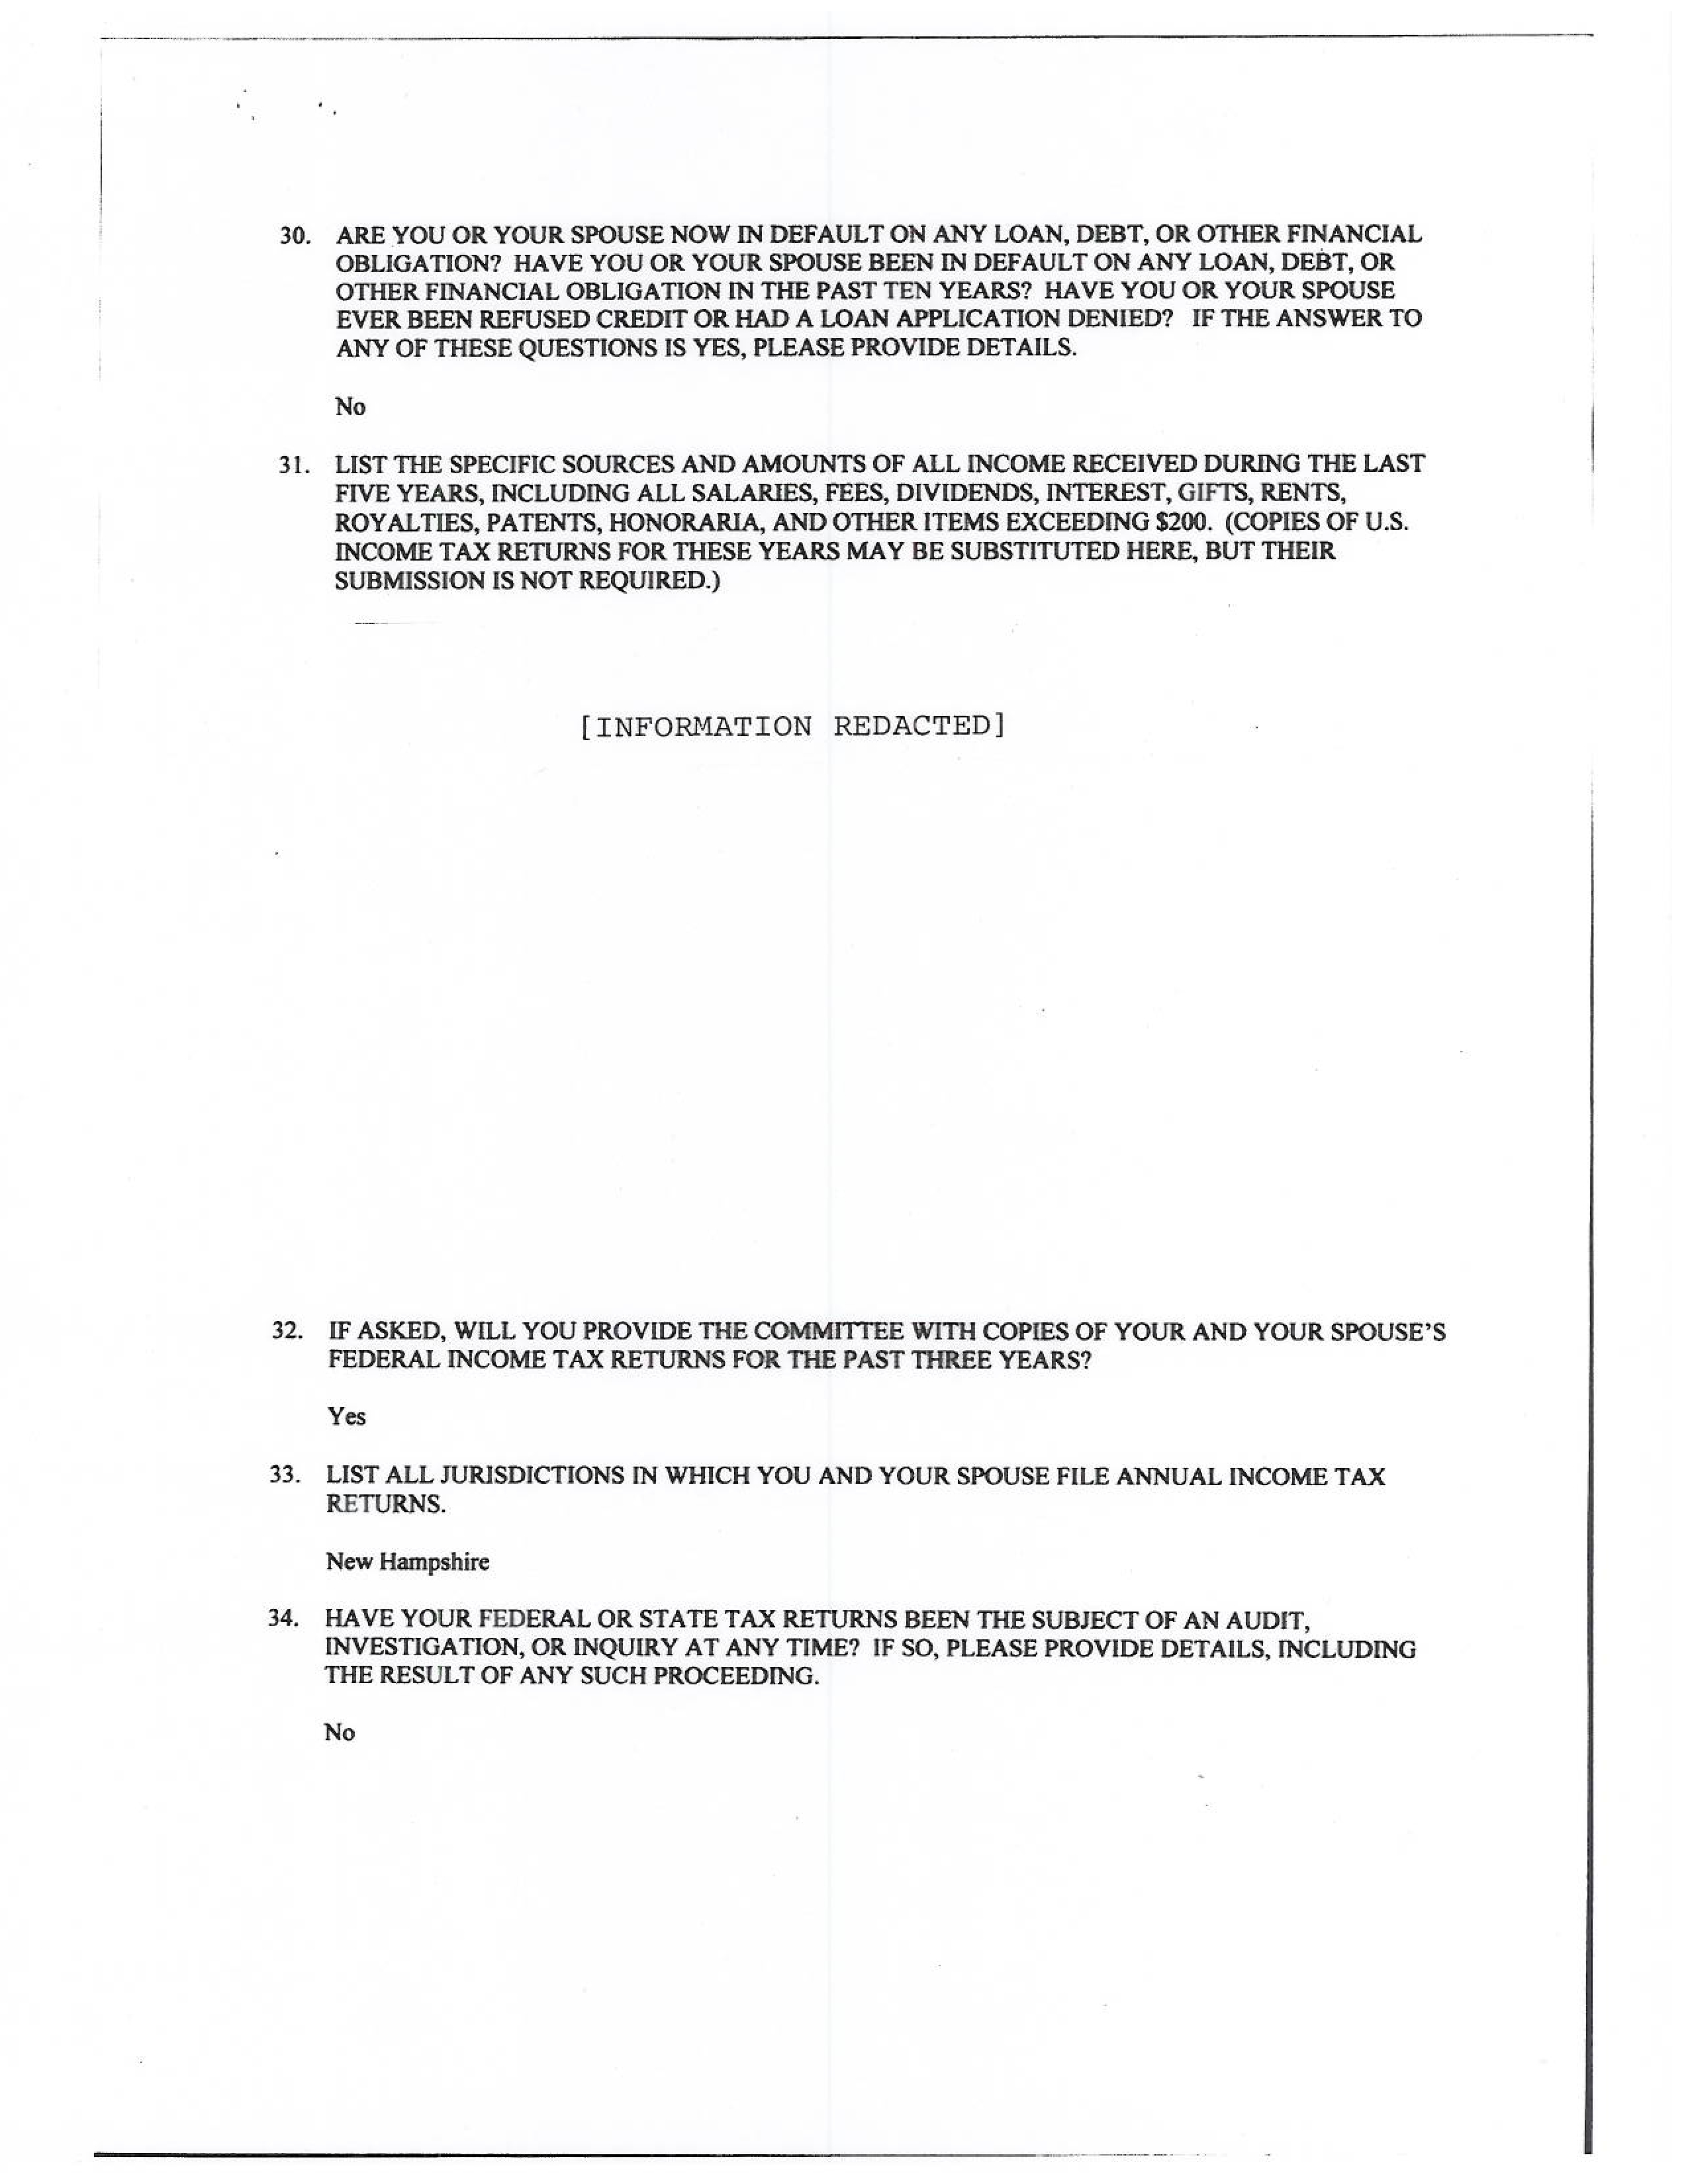 30. ARE YOU OR YOUR SPOUSE NOW IN DEFAULT ON ANY LOAN, DEBT, OR OTHER FINANCIAL
OBLIGATION? HAVE YOU OR YOUR SPOUSE BEEN IN DEFAULT ON ANY LOAN, DEBT, OR
OTHER FINANCIAL OBLIGATION IN THE PAST TEN YEARS? HAVE YOU OR YOUR SPOUSE
EVER BEEN REFUSED CREDIT OR HAD A LOAN APPLICATION DENIED? IF THE ANSWER TO
ANY OF THESE QUESTIONS IS YES, PLEASE PROVIDE DETAILS.
No
31. LIST THE SPECIFIC SOURCES AND AMOUNTS OF ALL INCOME RECEIVED DURING THE LAST
FIVE YEARS, INCLUDING ALL SALARIES, FEES, DIVIDENDS, INTEREST, GIFTS, RENTS,
ROYALTIES, PATENTS, HONORARIA, AND OTHER ITEMS EXCEEDING $200. (COPIES OF U.S.
INCOME TAX RETURNS FOR THESE YEARS MAY BE SUBSTITUTED HERE, BUT THEIR
SUBMISSION IS NOT REQUIRED.)
[INFORMATION REDACTED]
32. IF ASKED, WILL YOU PROVIDE THE COMMITTEE WITH COPIES OF YOUR AND YOUR SPOUSE'S
FEDERAL INCOME TAX RETURNS FOR THE PAST THREE YEARS?
Yes
33. LIST ALL JURISDICTIONS IN WHICH YOU AND YOUR SPOUSE FILE ANNUAL INCOME TAX
RETURNS.
New Hampshire
34. HAVE YOUR FEDERAL OR STATE TAX RETURNS BEEN THE SUBJECT OF AN AUDIT,
INVESTIGATION, OR INQUIRY AT ANY TIME? IF SO, PLEASE PROVIDE DETAILS, INCLUDING
THE RESULT OF ANY SUCH PROCEEDING.
No